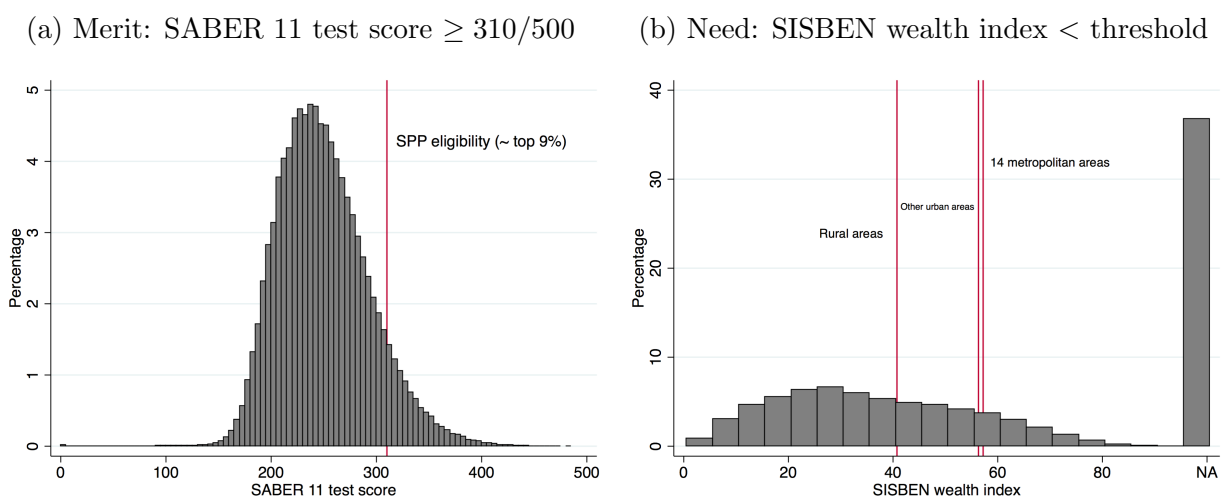 (a) Merit: SABER 11 test score ≥ 310/500
5
4
3
2
1
0
Percentage
SPP eligibility (~ top 9%)
0 100 200 300 400 500
SABER 11 test score
(b) Need: SISBEN wealth index < threshold
40
30
20
10
0
Percentage
14 metropolitan areas
Other urban areas
Rural areas
0 20 40 60 80 NA
SISBEN wealth index